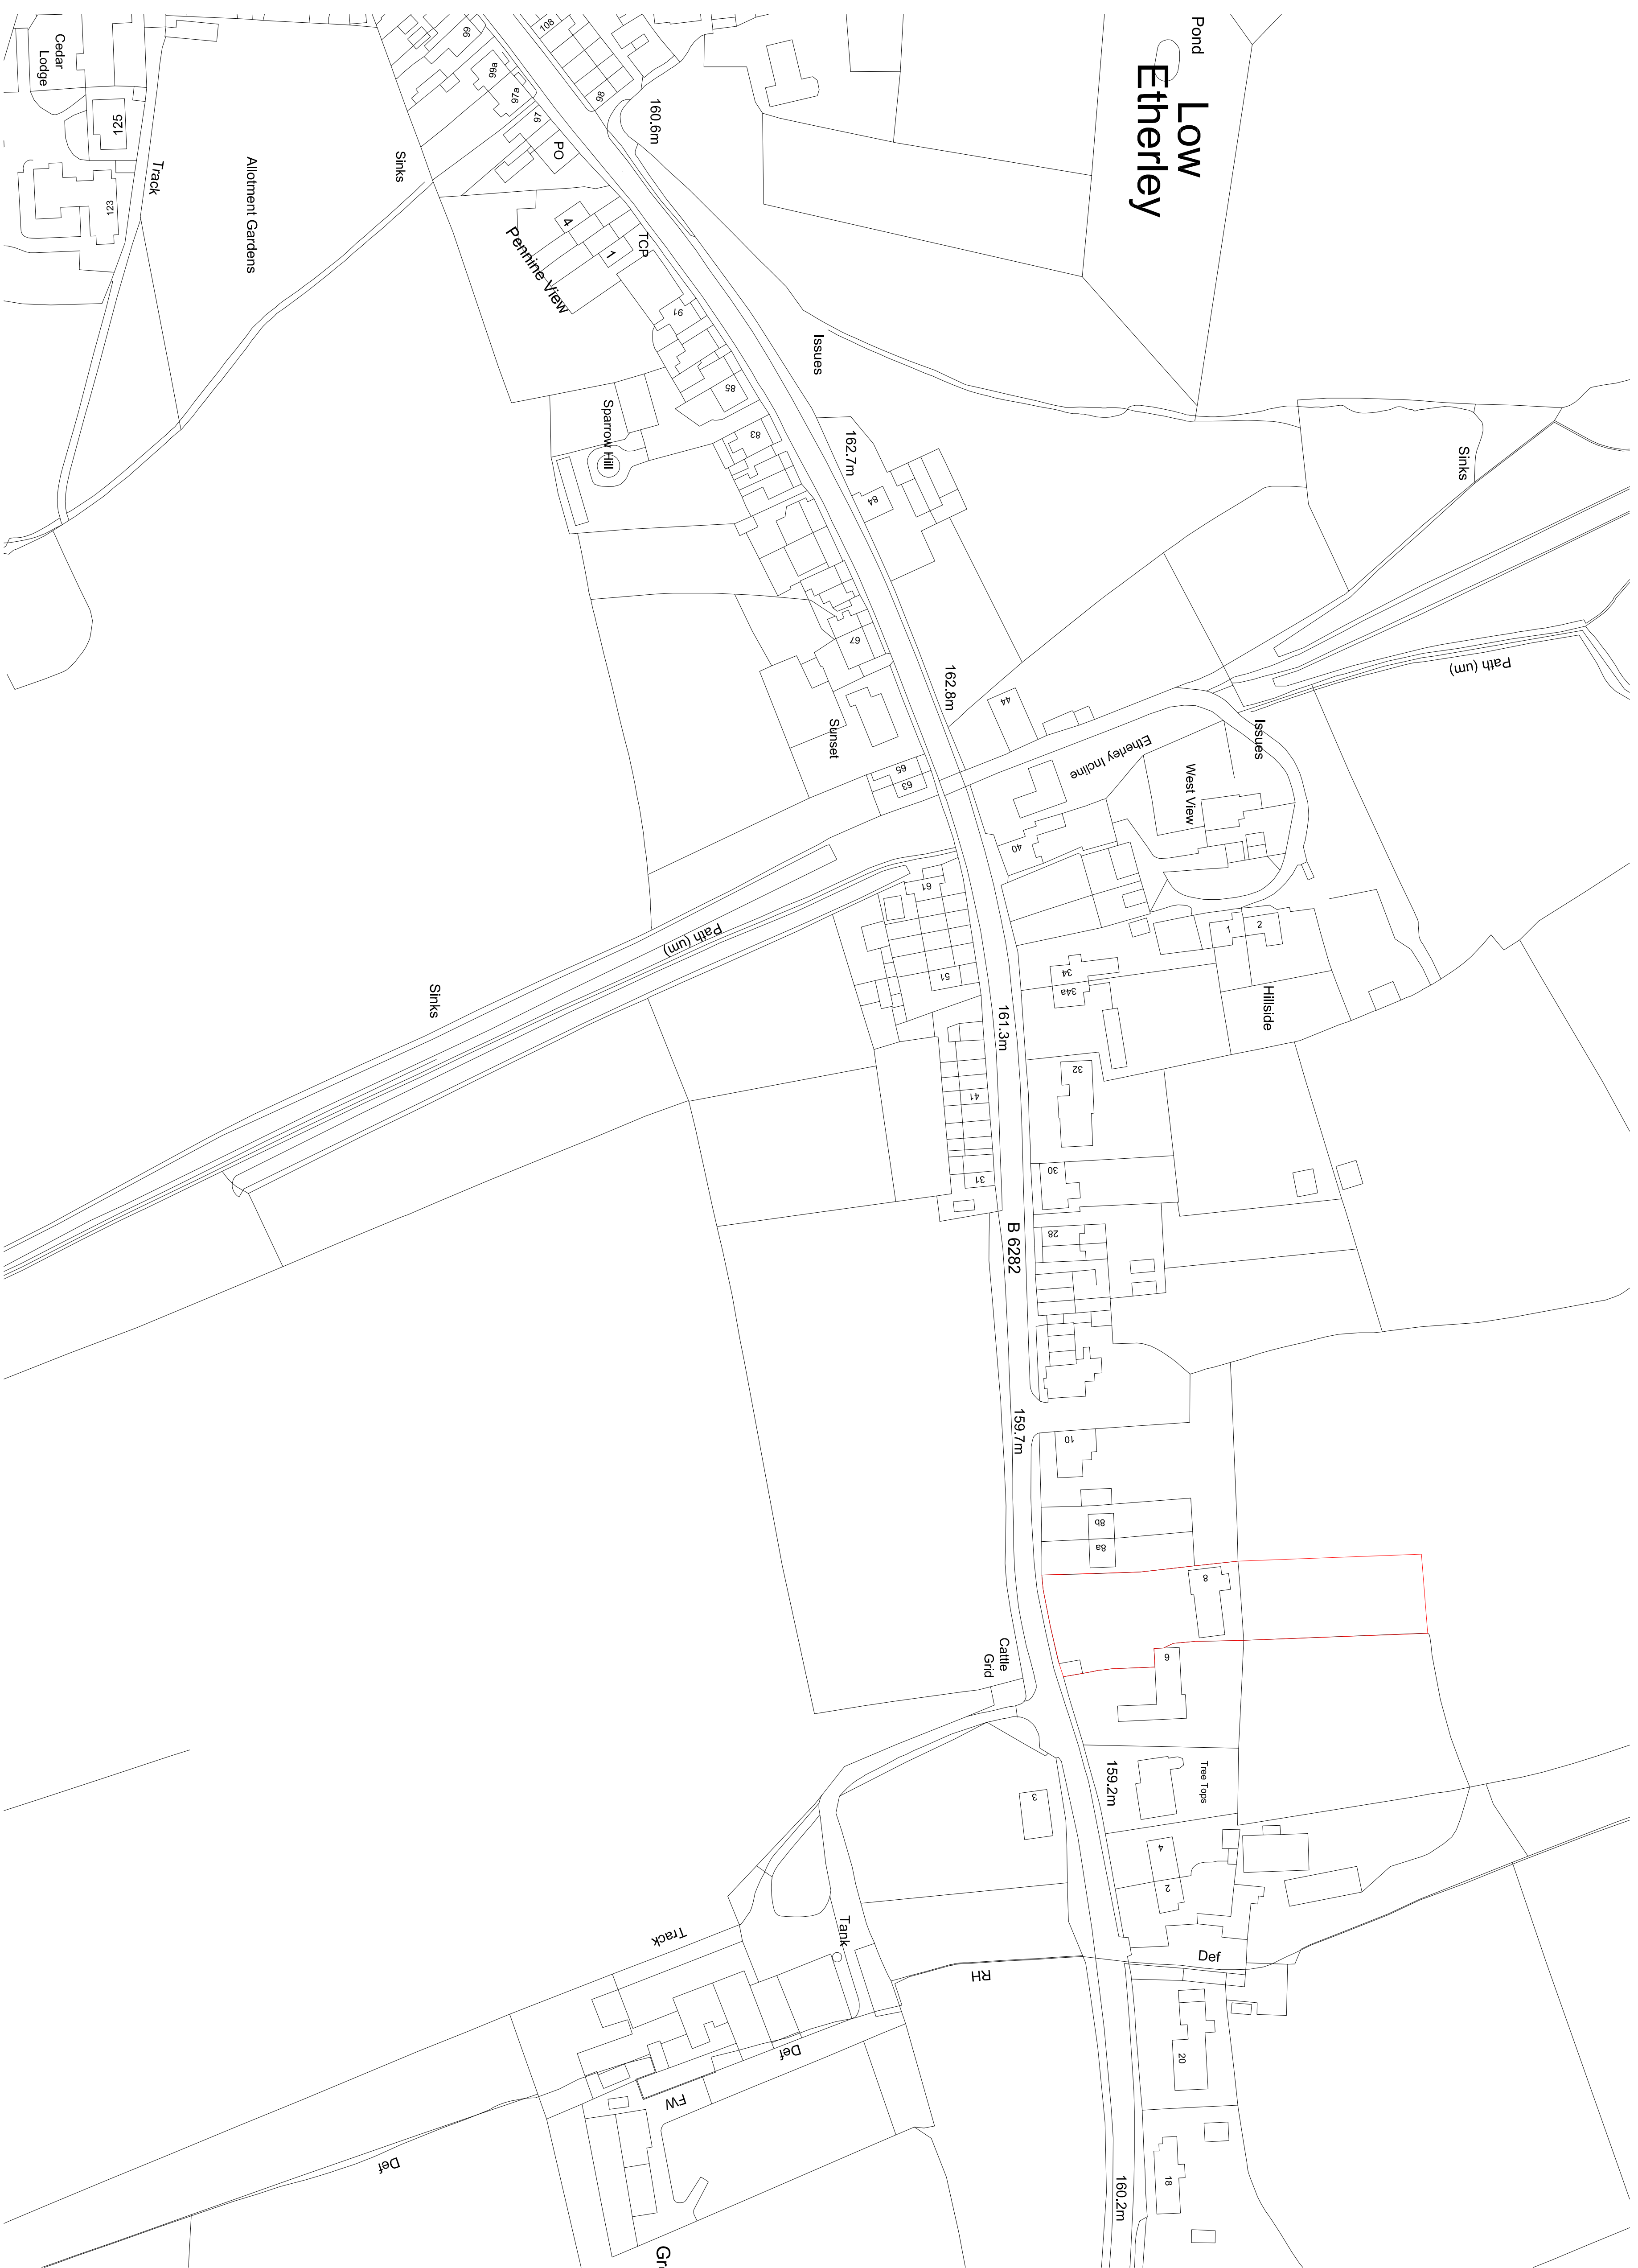 Pond
Low
Etherley
Cedar
Lodge
125
123
Track
Allotment Gardens
Sinks
99
99a
97a
97
PO
108
98
160.6m
4
1
TCP
Pennine View
91
85
Issues
Sparrow Hill
83
162.7m
84
Sinks
Path (um)
67
162.8m
44
Sunset
65
63
Etherley Incline
West View
Issues
40
61
51
Path (um)
Sinks
1
2
34
34a
Hillside
161.3m
32
41
31
30
28
B 6282
159.7m
10
8b
8a
8
6
Cattle
Grid
159.2m
Tree Tops
3
4
2
Def
Track
Tank
RH
Def
FW
Def
20
18
160.2m
Gr